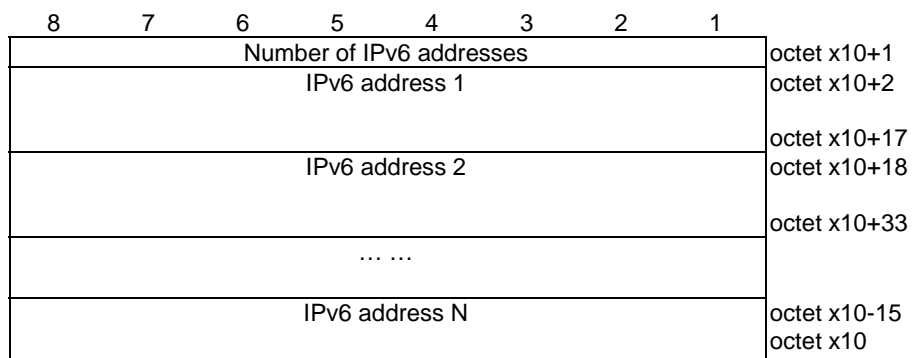 8 7 6 5 4 3 2 1
Number of IPv6 addresses octet x10+1
IPv6 address 1 octet x10+2
octet x10+17
IPv6 address 2 octet x10+18
octet x10+33
… …
IPv6 address N octet x10-15
octet x10